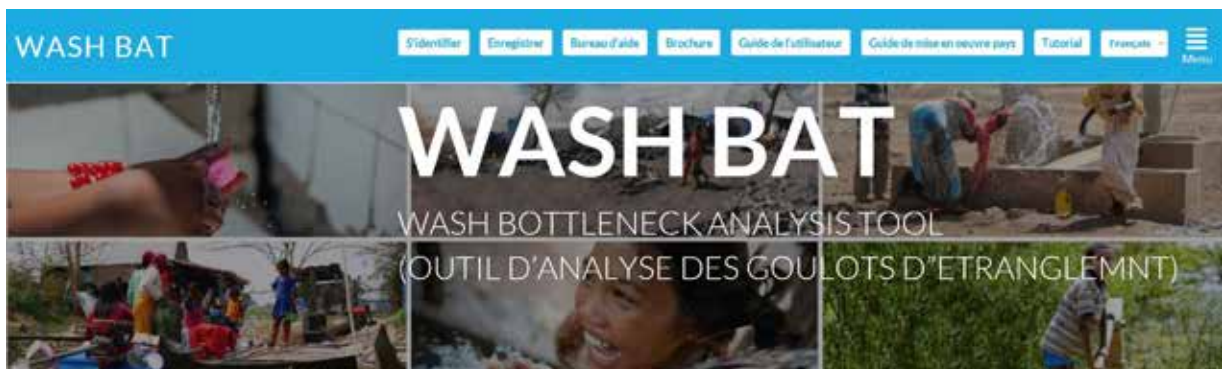 WASH BAT
S'identifier Enregistrer Bureau d'aide Brochure Guide de l'utilisateur Guide de mise en oeuvre pays Tutorial Français
Menu
WASH BAT
WASH BOTTLENECK ANALYSIS TOOL
(OUTIL D'ANALYSE DES GOULOTS D"ETRANGLEMNT)